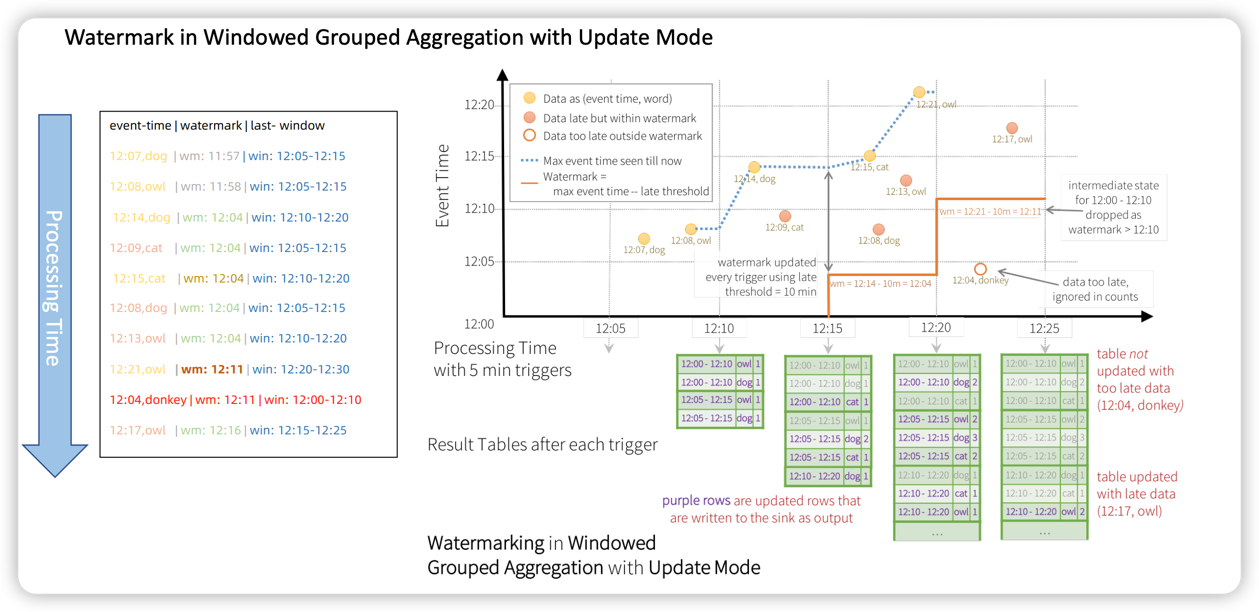 Watermark in Windowed Grouped Aggregation with Update Mode
Processing Time
event-time | watermark | last- window
12:07,dog | wm: 11:57 | win: 12:05-12:15
12:08,owl | wm: 11:58 | win: 12:05-12:15
12:14,dog | wm: 12:04 | win: 12:10-12:20
12:09,cat | wm: 12:04 | win: 12:05-12:15
12:15,cat | wm: 12:04 | win: 12:10-12:20
12:08,dog | wm: 12:04 | win: 12:05-12:15
12:13,owl | wm: 12:04 | win: 12:10-12:20
12:21,owl | wm: 12:11 | win: 12:20-12:30
12:04,donkey | wm: 12:11 | win: 12:00-12:10
12:17,owl | wm: 12:16 | win: 12:15-12:25
Event Time
12:20
12:15
12:10
12:05
12:00
Data as (event time, word)
Data late but within watermark
Data too late outside watermark
Max event time seen till now
Watermark =
max event time -- late threshold
12:07, dog
12:08, owl
12:14, dog
12:09, cat
12:15, cat
12:08, dog
12:13, owl
12:21, owl
12:17, owl
12:04, donkey
watermark updated
every trigger using late
threshold = 10 min
wm = 12:14 - 10m = 12:04
wm = 12:21 - 10m = 12:11
intermediate state
for 12:00 - 12:10
dropped as
watermark > 12:10
data too late,
ignored in counts
12:05
12:10
12:15
12:20
12:25
Processing Time
with 5 min triggers
Result Tables after each trigger
12:00 - 12:10 owl 1
12:00 - 12:10 dog 1
12:05 - 12:15 owl 1
12:05 - 12:15 dog 1
12:00 - 12:10 owl 1
12:00 - 12:10 dog 1
12:00 - 12:10 cat 1
12:05 - 12:15 owl 1
12:05 - 12:15 dog 2
12:05 - 12:15 cat 1
12:10 - 12:20 dog 1
12:00 - 12:10 owl 1
12:00 - 12:10 dog 2
12:00 - 12:10 cat 1
12:05 - 12:15 owl 2
12:05 - 12:15 dog 3
12:05 - 12:15 cat 2
12:10 - 12:20 dog 1
12:10 - 12:20 cat 1
12:10 - 12:20 owl 1
...
12:00 - 12:10 owl 1
12:00 - 12:10 dog 2
12:00 - 12:10 cat 1
12:05 - 12:15 owl 2
12:05 - 12:15 dog 3
12:05 - 12:15 cat 2
12:10 - 12:20 dog 1
12:10 - 12:20 cat 1
12:10 - 12:20 owl 2
...
table not
updated with
too late data
(12:04, donkey)
table updated
with late data
(12:17, owl)
purple rows are updated rows that
are written to the sink as output
Watermarking in Windowed
Grouped Aggregation with Update Mode